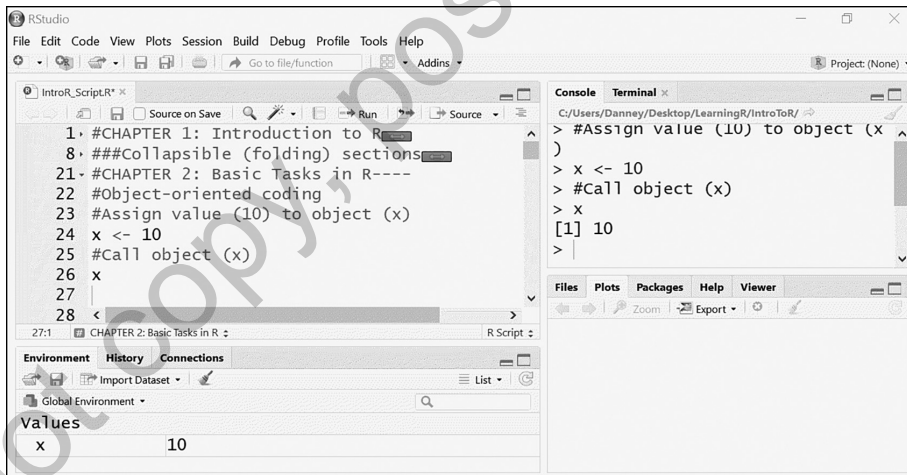 RStudio
File Edit Code View Plots Session Build Debug Profile Tools Help
Go to file/function
Addins
Project: (None)
IntroR_Script.R*
Source on Save
Run
Source
1 #CHAPTER 1: Introduction to R
8 ###Collapsible (folding) sections
21 #CHAPTER 2: Basic Tasks in R----
22 #Object-oriented coding
23 #Assign value (10) to object (x)
24 x <- 10
25 #Call object (x)
26 x
27
28
27:1 CHAPTER 2: Basic Tasks in R R Script
Environment History Connections
Import Dataset
List
Global Environment
Values
x 10
Console Terminal
C:/Users/Danney/Desktop/LearningR/IntroToR/
> #Assign value (10) to object (x
)
> x <- 10
> #Call object (x)
> x
[1] 10
>
Files Plots Packages Help Viewer
Zoom Export
not copy, pos